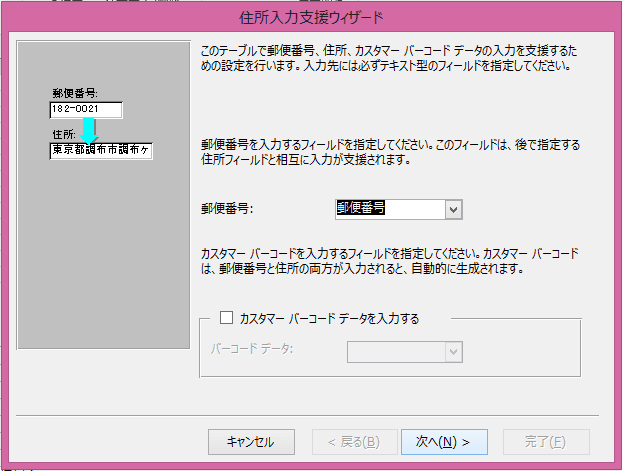 住所入力支援ウィザード
このテーブルで郵便番号、住所、カスタマー バーコード データの入力を支援するた
めの設定を行います。入力先には必ずテキスト型のフィールドを指定してください。
郵便番号:
182-0021
住所:
東京都調布市調布ヶ
郵便番号を入力するフィールドを指定してください。このフィールドは、後で指定する
住所フィールドと相互に入力が支援されます。
郵便番号:
郵便番号
カスタマー バーコードを入力するフィールドを指定してください。カスタマー バーコード
は、郵便番号と住所の両方が入力されると、自動的に生成されます。
カスタマー バーコード データを入力する
バーコード データ:
キャンセル
< 戻る(B)
次へ(N) >
完了(F)